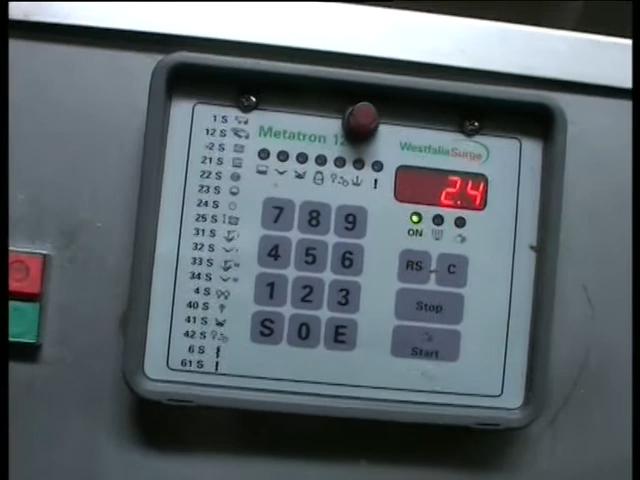 1 S
12 S
-2 S
21 S
22 S
23 S
24 S
25 S
31 S
32 S
33 S
34 S
4 S
40 S
41 S
42 S
6 S
61 S
Metatron
WestfaliaSurge
2.4
ON
7 8 9
4 5 6
1 2 3
S 0 E
RS C
Stop
Start